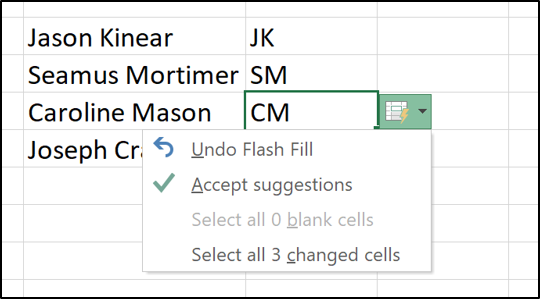 Jason Kinear JK
Seamus Mortimer SM
Caroline Mason CM
Joseph
Undo Flash Fill
Accept suggestions
Select all 0 blank cells
Select all 3 changed cells